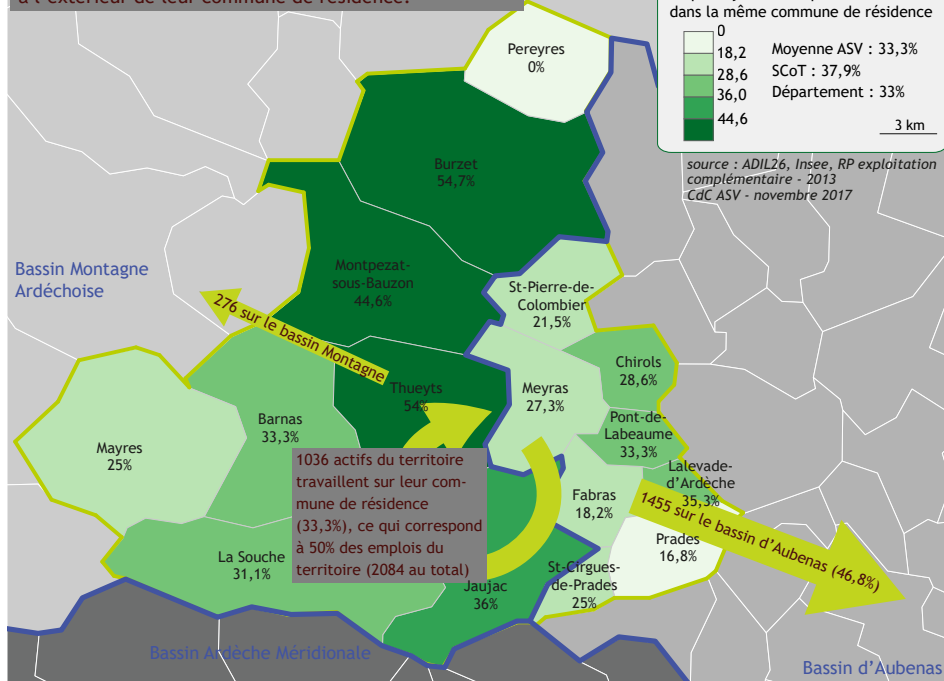 à l'extérieur de leur commune de résidence.
dans la même commune de résidence
0
18,2
28,6
36,0
44,6
Moyenne ASV : 33,3%
SCoT : 37,9%
Département : 33%
3 km
source : ADIL26, Insee, RP exploitation
complémentaire - 2013
CdC ASV - novembre 2017
Pereyres
0%
Burzet
54,7%
Bassin Montagne
Ardéchoise
Montpezat-
sous-Bauzon
44,6%
St-Pierre-de-
Colombier
21,5%
276 sur le bassin Montagne
Thueyts
54%
Meyras
27,3%
Chirols
28,6%
Pont-de-
Labeaume
33,3%
Mayres
25%
Barnas
33,3%
Lalevade-
d'Ardèche
35,3%
1036 actifs du territoire
travaillent sur leur com-
mune de résidence
(33,3%), ce qui correspond
à 50% des emplois du
territoire (2084 au total)
Fabras
18,2%
1455 sur le bassin d'Aubenas (46,8%)
Prades
16,8%
La Souche
31,1%
Jaujac
36%
St-Cirgues-
de-Prades
25%
Bassin Ardèche Méridionale
Bassin d'Aubenas